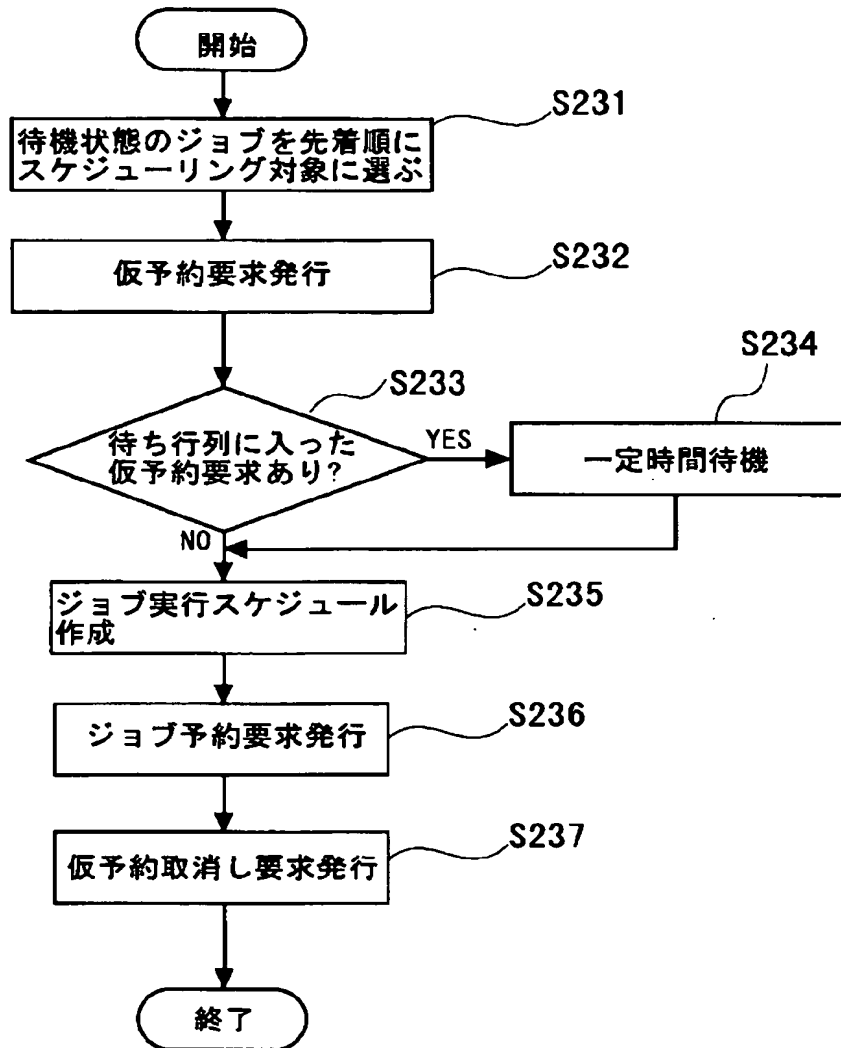 開始
S231
待機状態のジョブを先着順に
スケジューリング対象に選ぶ
S232
仮予約要求発行
S233
待ち行列に入った
仮予約要求あり?
YES
S234
一定時間待機
NO
S235
ジョブ実行スケジュール
作成
S236
ジョブ予約要求発行
S237
仮予約取消し要求発行
終了